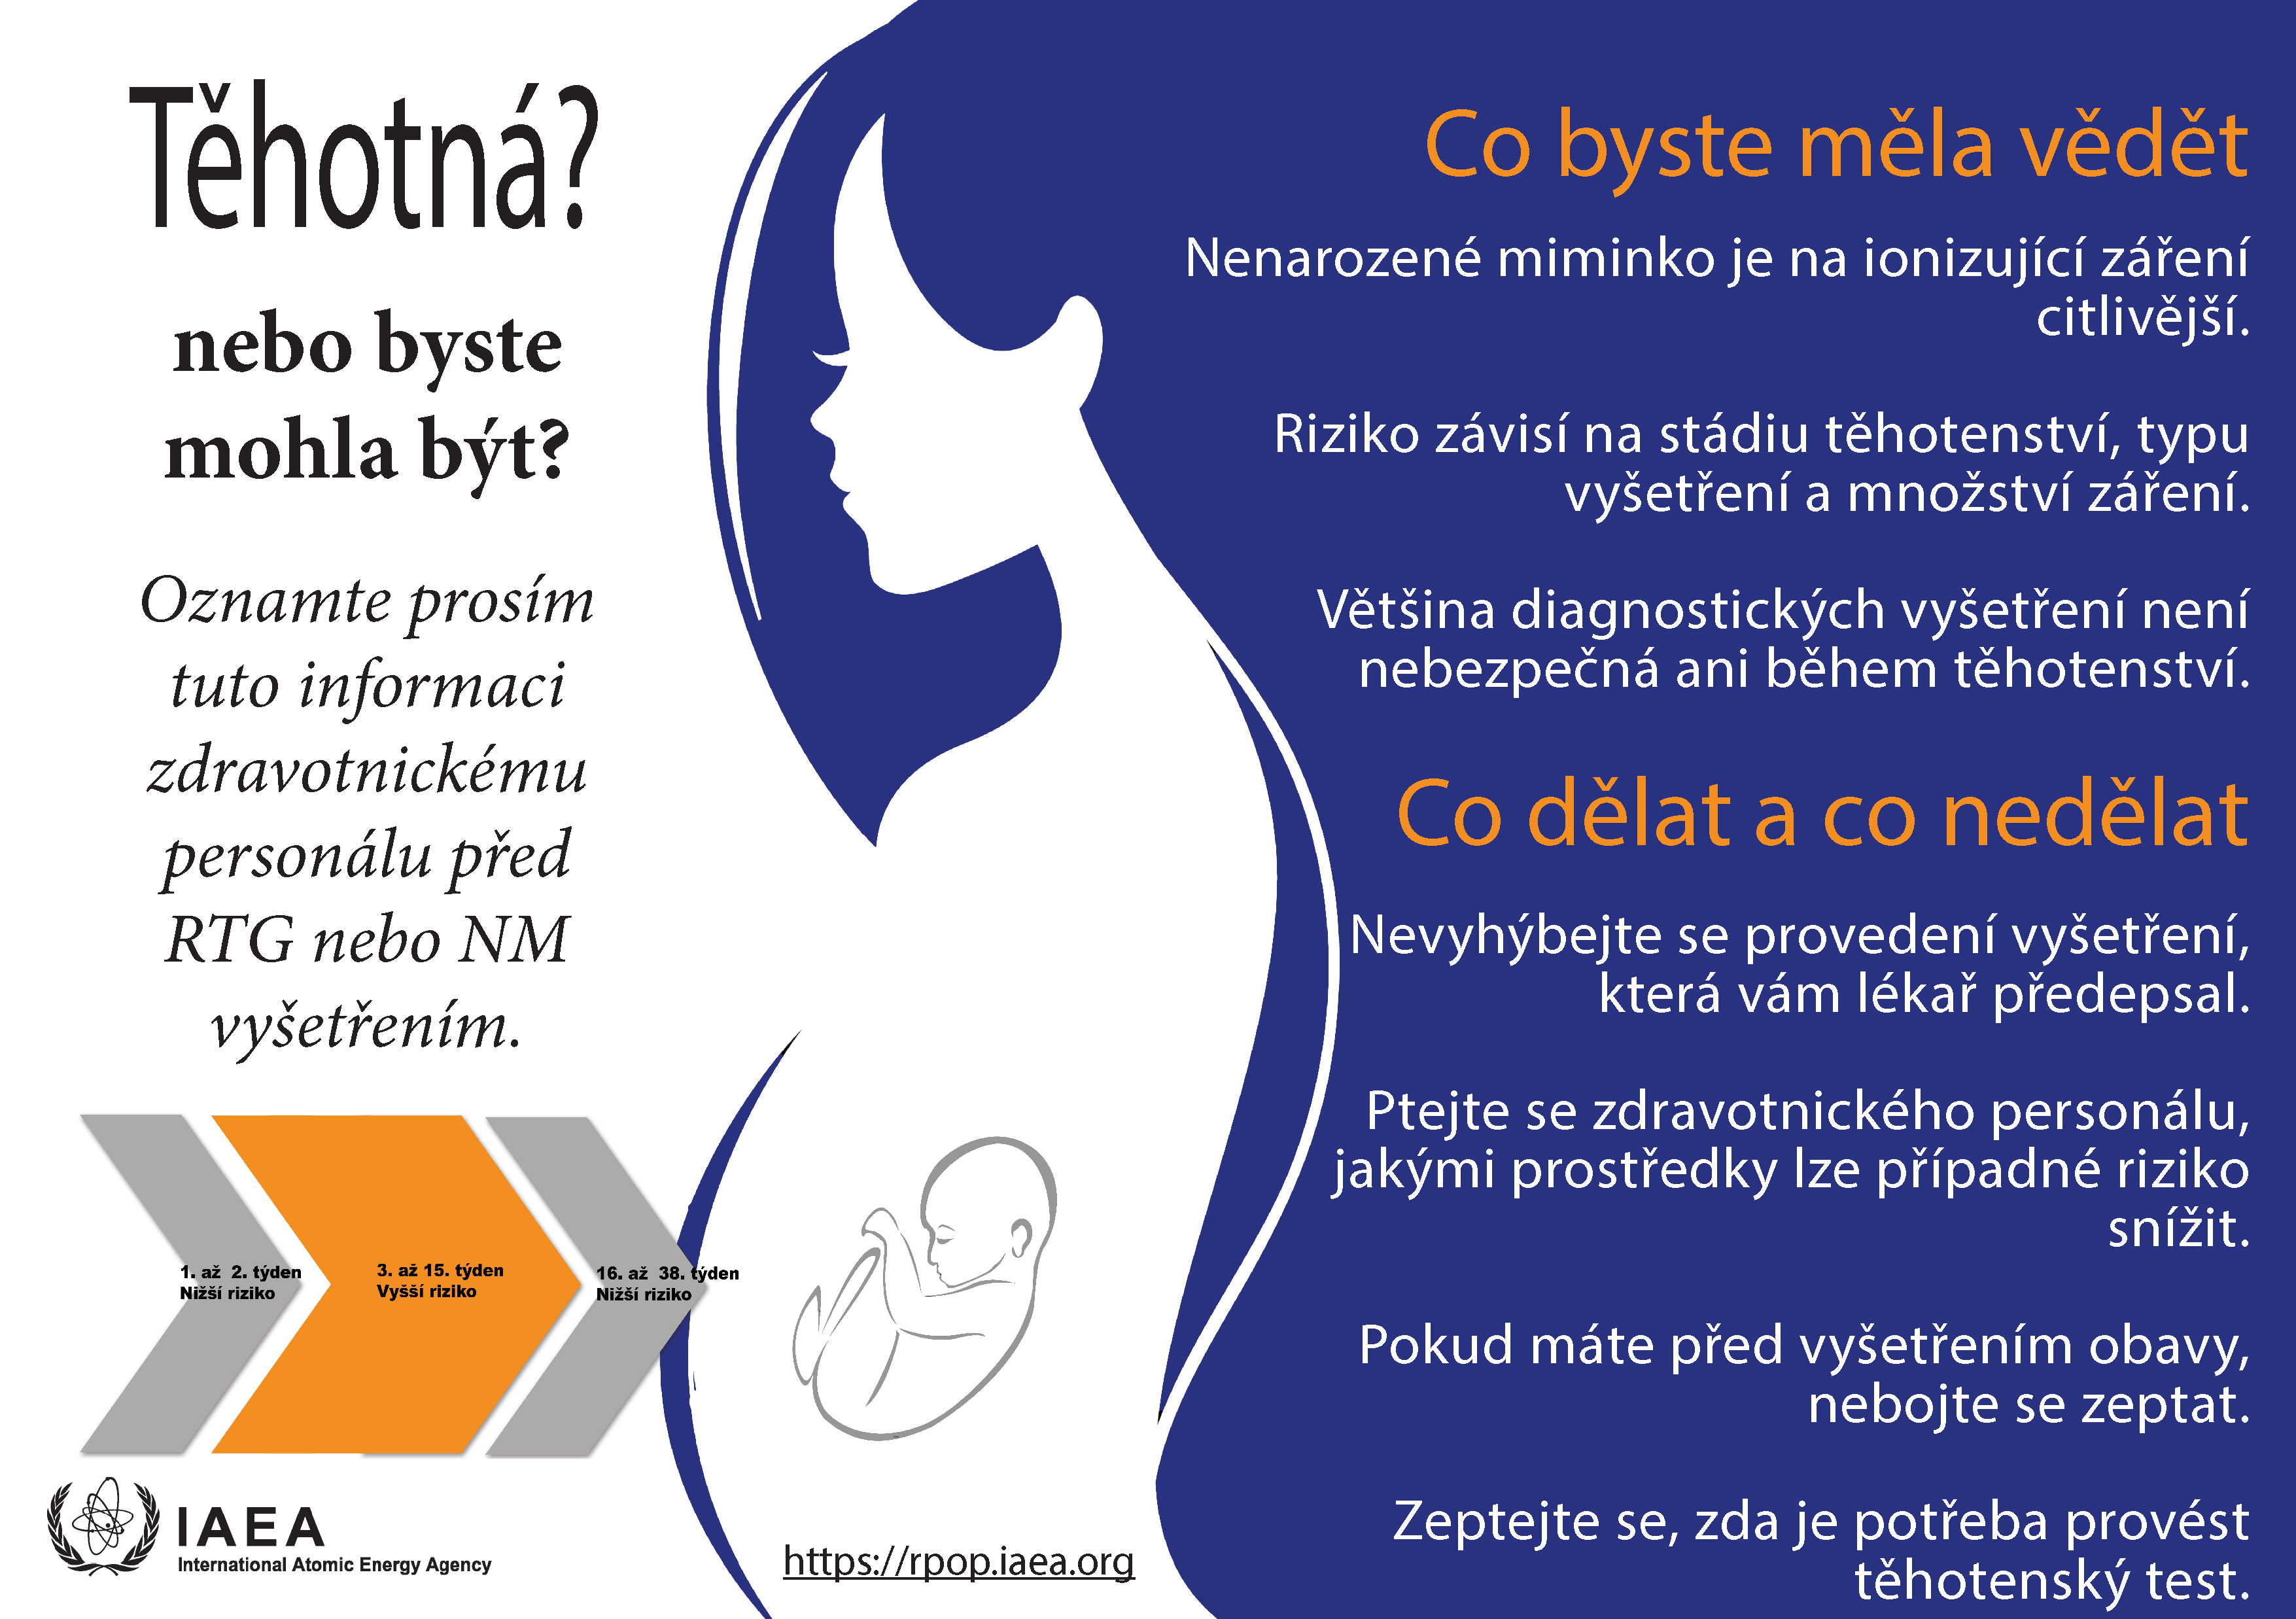 Těhotná?
nebo byste
mohla být?
Oznamte prosím
tuto informaci
zdravotnickému
personálu před
RTG nebo NM
vyšetřením.
1. až 2. týden
Nižší riziko
3. až 15. týden
Vyšší riziko
16. až 38. týden
Nižší riziko
IAEA
International Atomic Energy Agency
https://rpop.iaea.org
Co byste měla vědět
Nenarozené miminko je na ionizující záření
citlivější.
Riziko závisí na stádiu těhotenství, typu
vyšetření a množství záření.
Většina diagnostických vyšetření není
nebezpečná ani během těhotenství.
Co dělat a co nedělat
Nevyhýbejte se provedení vyšetření,
která vám lékař předepsal.
Ptejte se zdravotnického personálu,
jakými prostředky lze případné riziko
snížit.
Pokud máte před vyšetřením obavy,
nebojte se zeptat.
Zeptejte se, zda je potřeba provést
těhotenský test.